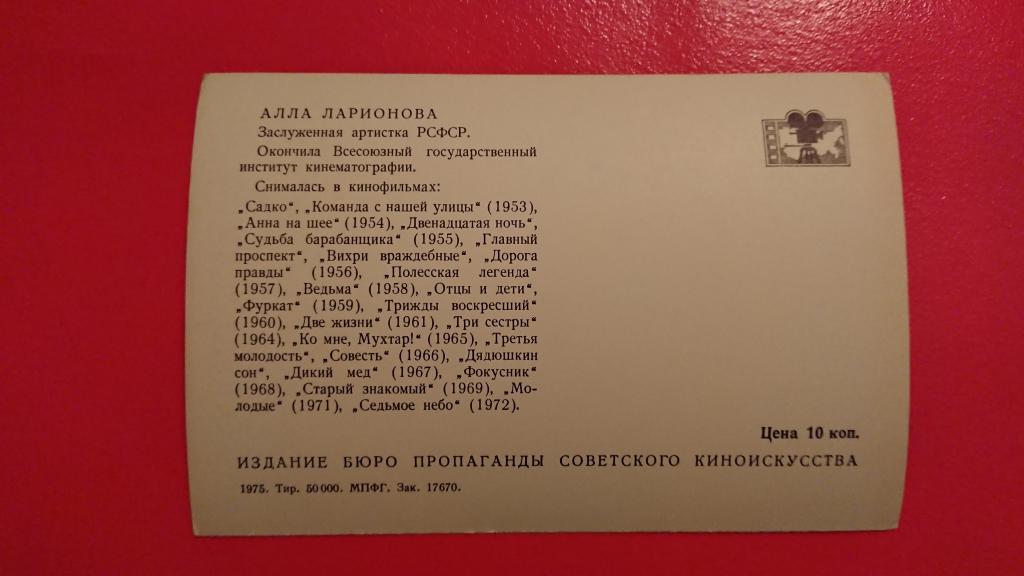 АЛЛА ЛАРИОНОВА
Заслуженная артистка РСФСР.
Окончила Всесоюзный государственный
институт кинематографии.
Снималась в кинофильмах:
„Садко“, „Команда с нашей улицы“ (1953),
„Анна на шее“ (1954), „Двенадцатая ночь“,
„Судьба барабанщика“ (1955), „Главный
проспект“, „Вихри враждебные“, „Дорога
правды“ (1956), „Полесская легенда“
(1957), „Ведьма“ (1958), „Отцы и дети“,
„Фуркат“ (1959), „Трижды воскресший“
(1960), „Две жизни“ (1961), „Три сестры“
(1964), „Ко мне, Мухтар!“ (1965), „Третья
молодость“, „Совесть“ (1966), „Дядюшкин
сон“, „Дикий мед“ (1967), „Фокусник“
(1968), „Старый знакомый“ (1969), „Мо-
лодые“ (1971), „Седьмое небо“ (1972).
Цена 10 коп.
ИЗДАНИЕ БЮРО ПРОПАГАНДЫ СОВЕТСКОГО КИНОИСКУССТВА
1975. Тир. 50 000. МПФГ. Зак. 17670.